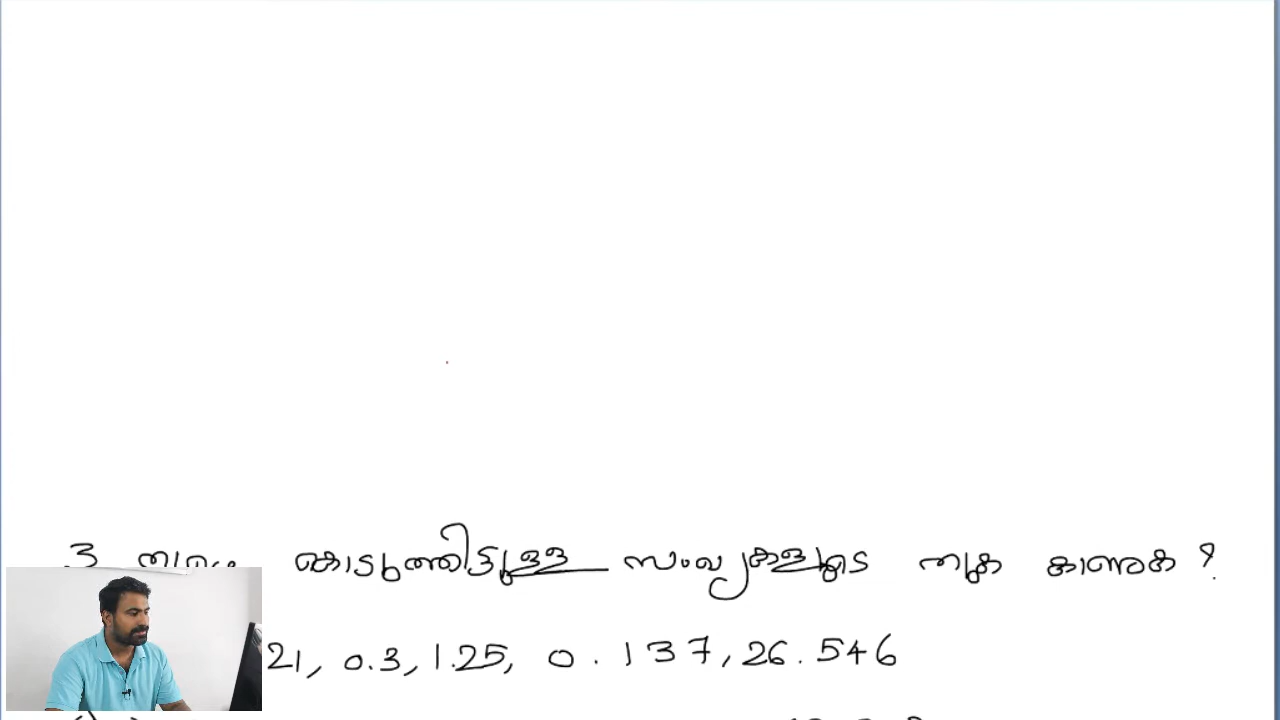 3 താഴെ കൊടുത്തിട്ടുള്ള സംഖ്യകളുടെ തുക കാണുക ?
21, 0.3, 1.25, 0.137, 26.546